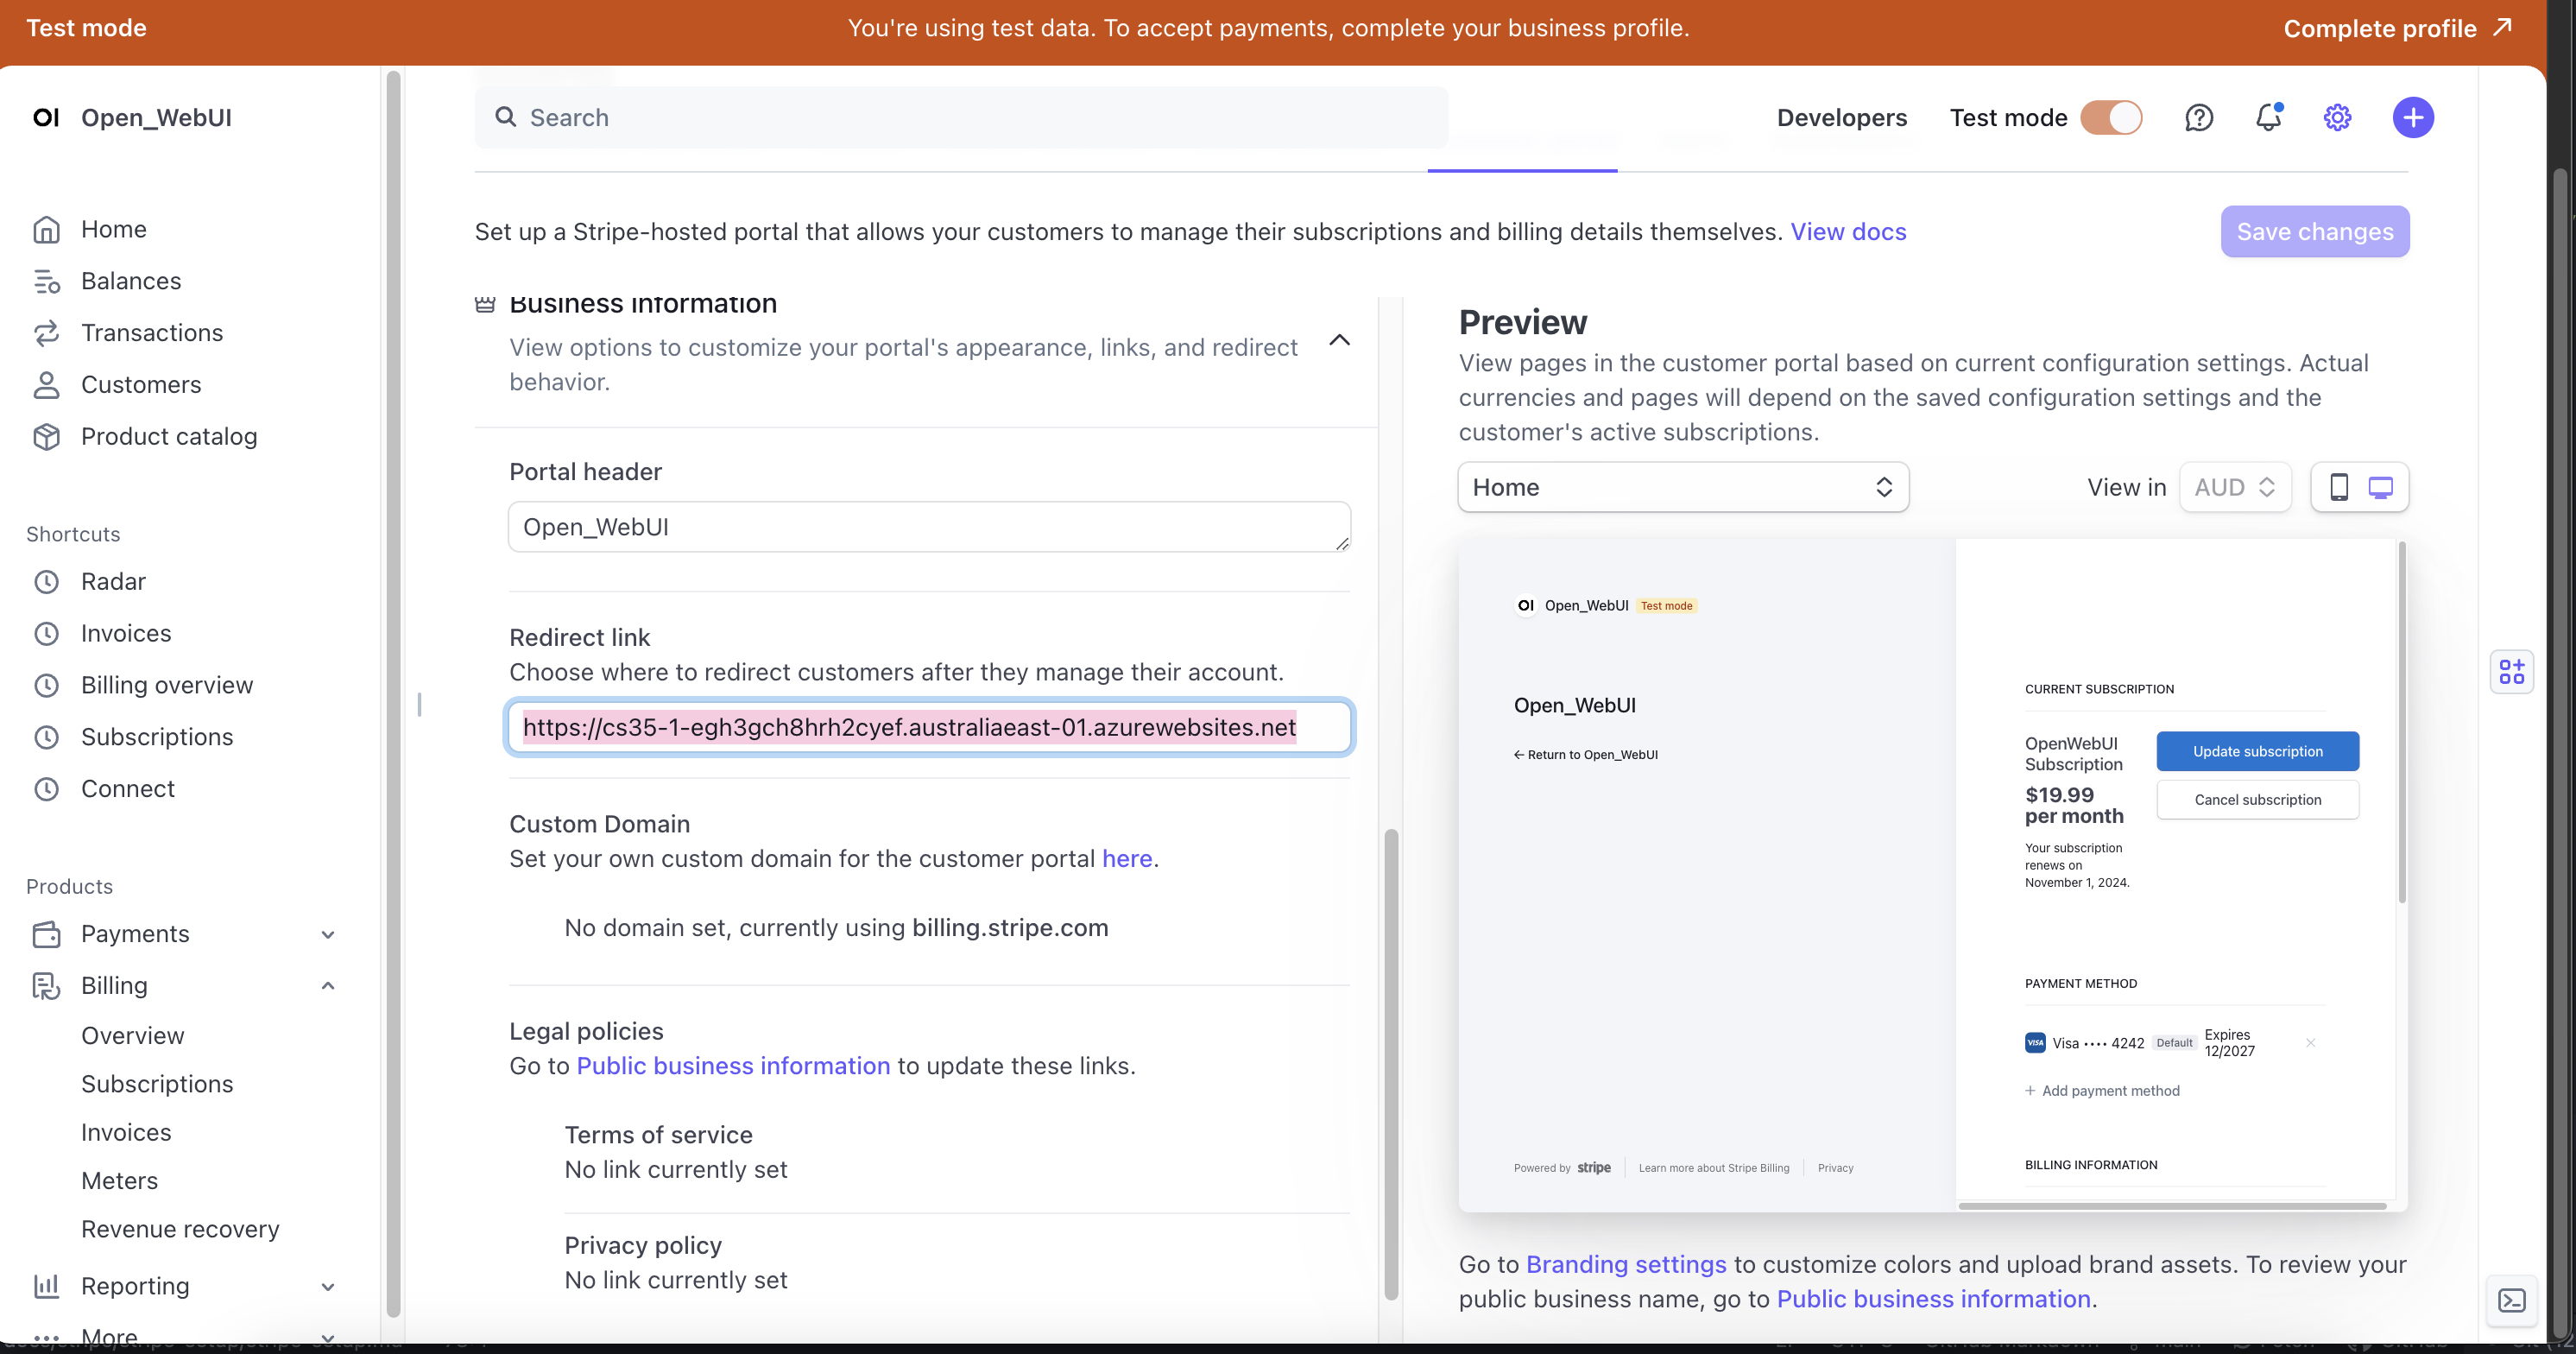 Test mode
You're using test data. To accept payments, complete your business profile.
Complete profile
OI Open_WebUI
Search
Developers
Test mode
Home
Balances
Transactions
Customers
Product catalog
Shortcuts
Radar
Invoices
Billing overview
Subscriptions
Connect
Products
Payments
Billing
Overview
Subscriptions
Invoices
Meters
Revenue recovery
Reporting
More
Set up a Stripe-hosted portal that allows your customers to manage their subscriptions and billing details themselves. View docs
Save changes
Business information
View options to customize your portal's appearance, links, and redirect
behavior.
Portal header
Open_WebUI
Redirect link
Choose where to redirect customers after they manage their account.
https://cs35-1-egh3gch8hrh2cyef.australiaeast-01.azurewebsites.net
Custom Domain
Set your own custom domain for the customer portal here.
No domain set, currently using billing.stripe.com
Legal policies
Go to Public business information to update these links.
Terms of service
No link currently set
Privacy policy
No link currently set
Preview
View pages in the customer portal based on current configuration settings. Actual
currencies and pages will depend on the saved configuration settings and the
customer's active subscriptions.
Home
View in
AUD
OI Open_WebUI Test mode
Open_WebUI
← Return to Open_WebUI
Powered by stripe
Learn more about Stripe Billing
Privacy
CURRENT SUBSCRIPTION
OpenWebUI
Subscription
$19.99
per month
Your subscription
renews on
November 1, 2024.
Update subscription
Cancel subscription
PAYMENT METHOD
VISA Visa •••• 4242 Default
Expires
12/2027
+ Add payment method
BILLING INFORMATION
Go to Branding settings to customize colors and upload brand assets. To review your
public business name, go to Public business information.